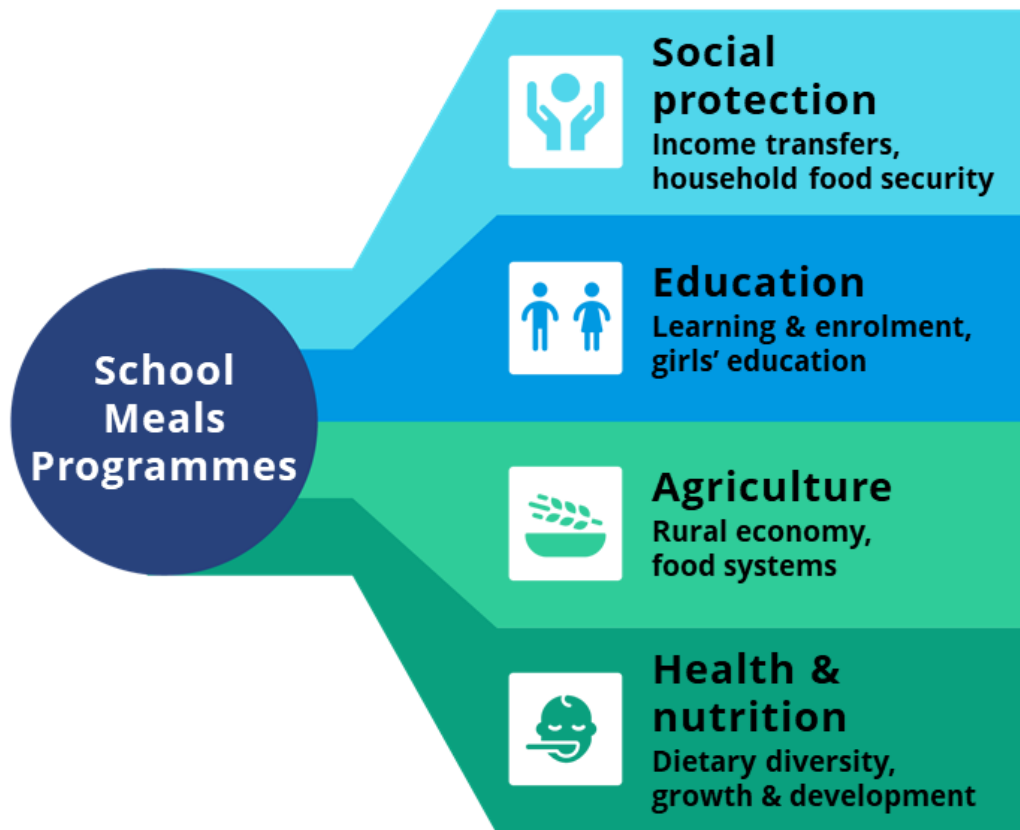 School
Meals
Programmes
Social
protection
Income transfers,
household food security
Education
Learning & enrolment,
girls’ education
Agriculture
Rural economy,
food systems
Health &
nutrition
Dietary diversity,
growth & development